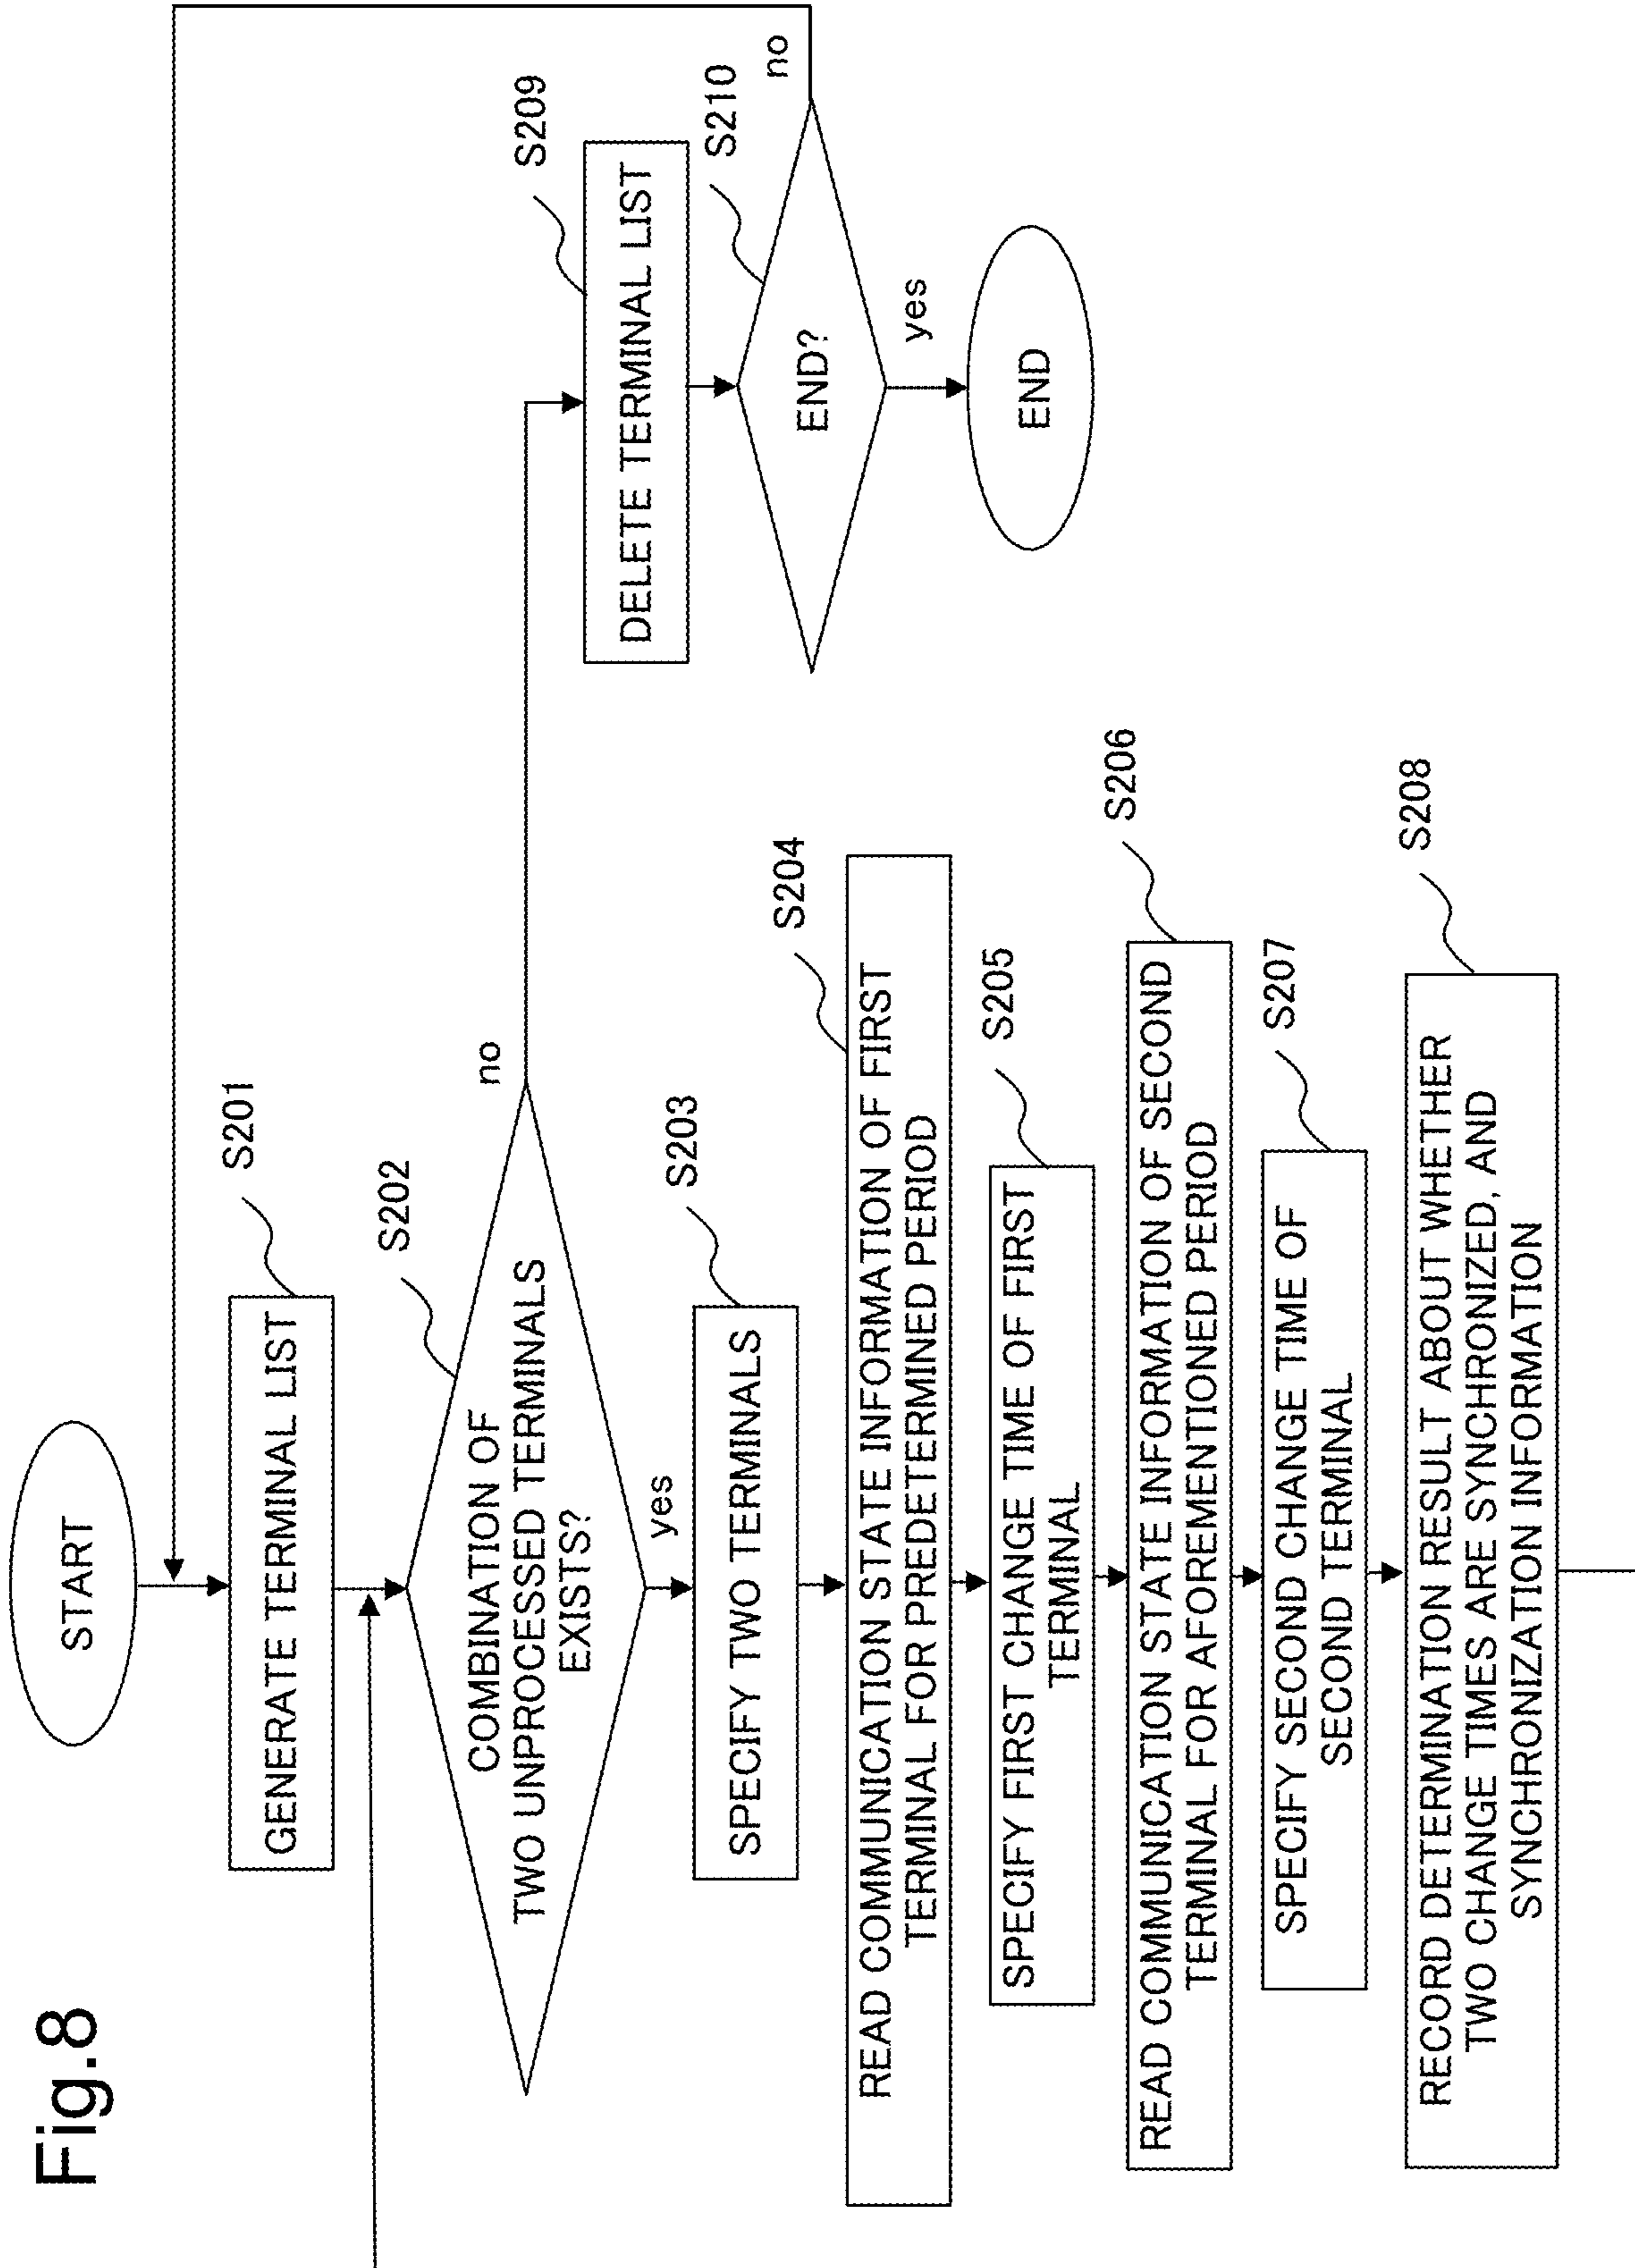 Fig.8
START
GENERATE TERMINAL LIST
S201
COMBINATION OF
TWO UNPROCESSED TERMINALS
EXISTS?
S202
no
yes
SPECIFY TWO TERMINALS
S203
READ COMMUNICATION STATE INFORMATION OF FIRST
TERMINAL FOR PREDETERMINED PERIOD
S204
SPECIFY FIRST CHANGE TIME OF FIRST
TERMINAL
S205
READ COMMUNICATION STATE INFORMATION OF SECOND
TERMINAL FOR AFOREMENTIONED PERIOD
S206
SPECIFY SECOND CHANGE TIME OF
SECOND TERMINAL
S207
RECORD DETERMINATION RESULT ABOUT WHETHER
TWO CHANGE TIMES ARE SYNCHRONIZED, AND
SYNCHRONIZATION INFORMATION
S208
DELETE TERMINAL LIST
S209
END?
S210
no
yes
END